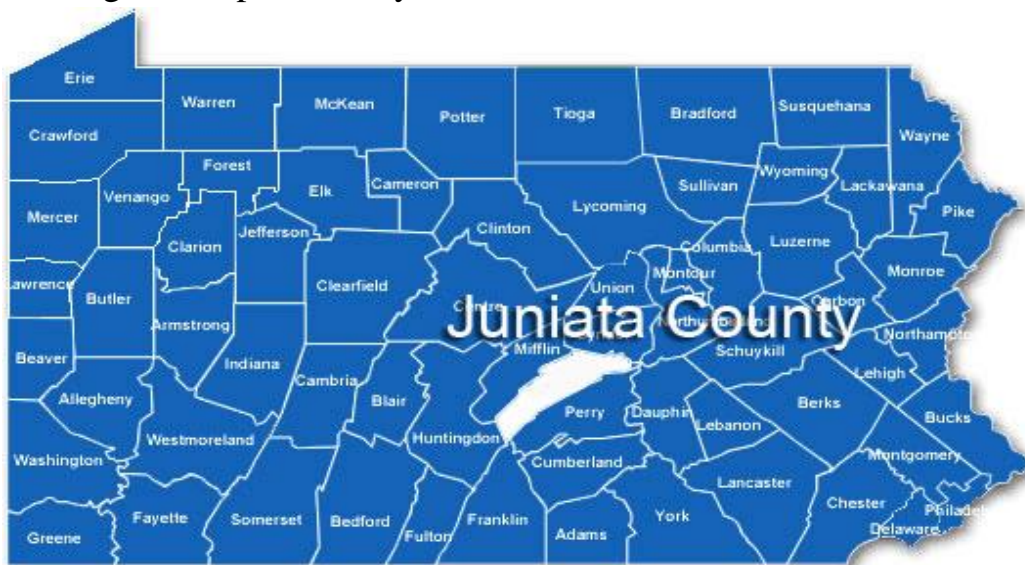 Erie
Warren
McKean
Potter
Tioga
Bradford
Susquehana
Wayne
Crawford
Forest
Elk
Cameron
Sullivan
Wyoming
Lackawana
Pike
Venango
Mercer
Clarion
Jefferson
Clinton
Lycoming
Columbia
Luzerne
Monroe
Lawrence
Butler
Clearfield
Centre
Union
Montour
Carbon
Armstrong
Juniata County
Northampton
Beaver
Indiana
Mifflin
Schuykill
Lehigh
Allegheny
Cambria
Blair
Perry
Dauphin
Lebanon
Berks
Bucks
Westmoreland
Huntingdon
Washington
Cumberland
Lancaster
Montgomery
Greene
Fayette
Somerset
Bedford
Fulton
Franklin
Adams
York
Chester
Delaware